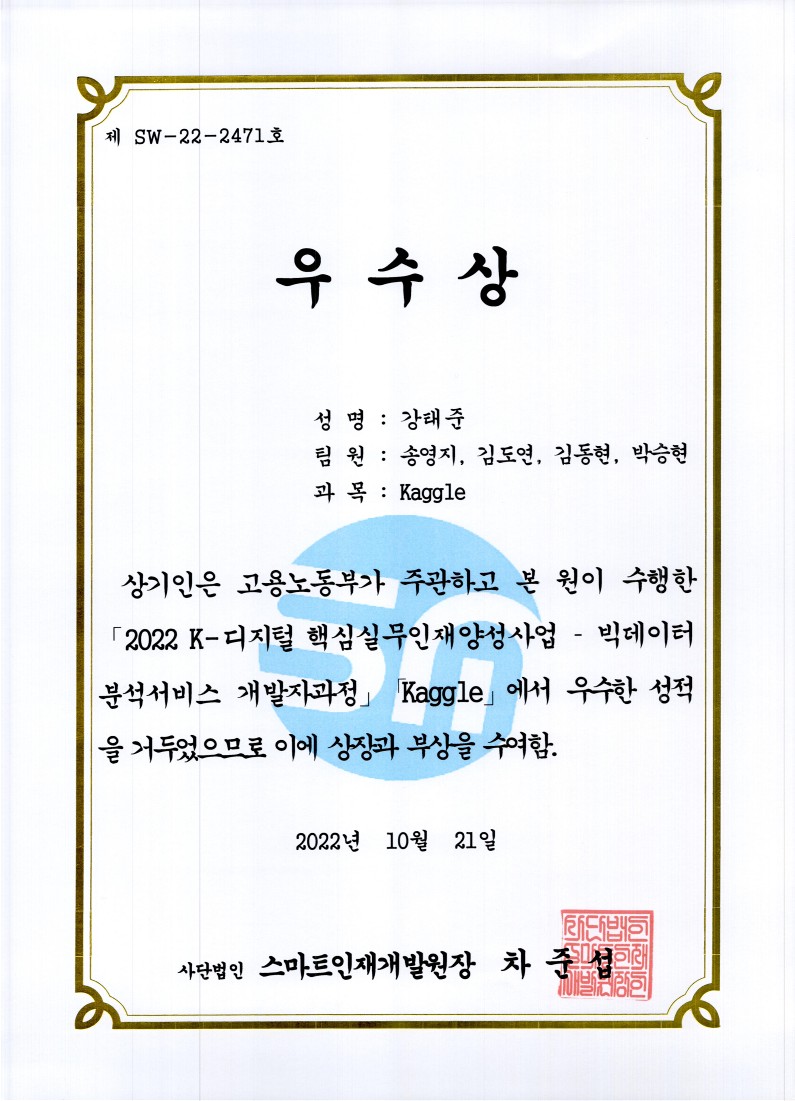 제 SW-22-2471호
우 수 상
성 명 : 강태준
팀 원 : 송영지, 김도연, 김동현, 박승현
과 목 : Kaggle
상기인은 고용노동부가 주관하고 본 원이 수행한
「2022 K-디지털 핵심실무인재양성사업 - 빅데이터
분석서비스 개발자과정」「Kaggle」에서 우수한 성적
을 거두었으므로 이에 상장과 부상을 수여함.
2022년 10월 21일
사단법인 스마트인재개발원장 차 준 섭